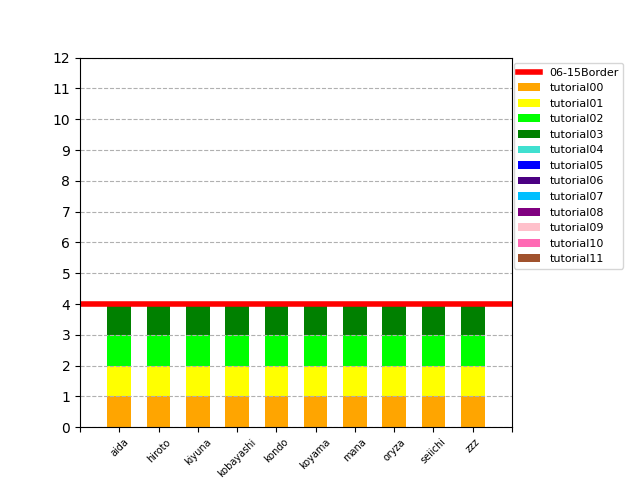 12
11
10
9
8
7
6
5
4
3
2
1
0
aida
hiroto
kiyuna
kobayashi
kondo
koyama
mana
oryza
seiichi
zzz
06-15Border
tutorial00
tutorial01
tutorial02
tutorial03
tutorial04
tutorial05
tutorial06
tutorial07
tutorial08
tutorial09
tutorial10
tutorial11